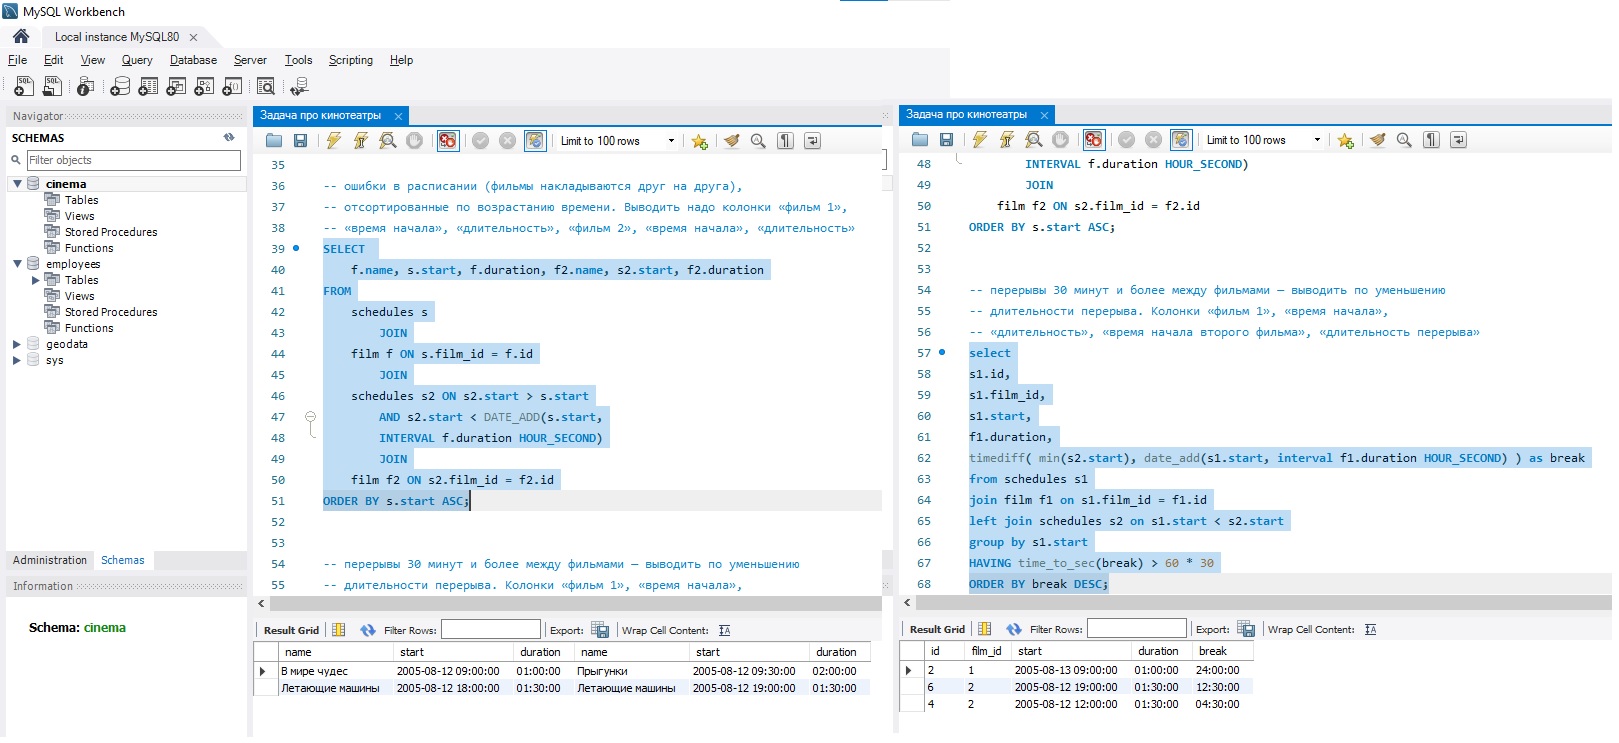 MySQL Workbench
Local instance MySQL80
File Edit View Query Database Server Tools Scripting Help
Navigator
SCHEMAS
Filter objects
cinema
Tables
Views
Stored Procedures
Functions
employees
Tables
Views
Stored Procedures
Functions
geodata
sys
Administration Schemas
Information
Schema: cinema
Задача про кинотеатры
Limit to 100 rows
35
36 -- ошибки в расписании (фильмы накладываются друг на друга),
37 -- отсортированные по возрастанию времени. Выводить надо колонки «фильм 1»,
38 -- «время начала», «длительность», «фильм 2», «время начала», «длительность»
39 SELECT
40 f.name, s.start, f.duration, f2.name, s2.start, f2.duration
41 FROM
42 schedules s
43 JOIN
44 film f ON s.film_id = f.id
45 JOIN
46 schedules s2 ON s2.start > s.start
47 AND s2.start < DATE_ADD(s.start,
48 INTERVAL f.duration HOUR_SECOND)
49 JOIN
50 film f2 ON s2.film_id = f2.id
51 ORDER BY s.start ASC;
52
53
54 -- перерывы 30 минут и более между фильмами — выводить по уменьшению
55 -- длительности перерыва. Колонки «фильм 1», «время начала»,
Result Grid Filter Rows: Export: Wrap Cell Content:
name start duration name start duration
В мире чудес 2005-08-12 09:00:00 01:00:00 Прыгунки 2005-08-12 09:30:00 02:00:00
Летающие машины 2005-08-12 18:00:00 01:30:00 Летающие машины 2005-08-12 19:00:00 01:30:00
Задача про кинотеатры
Limit to 100 rows
48 INTERVAL f.duration HOUR_SECOND)
49 JOIN
50 film f2 ON s2.film_id = f2.id
51 ORDER BY s.start ASC;
52
53
54 -- перерывы 30 минут и более между фильмами — выводить по уменьшению
55 -- длительности перерыва. Колонки «фильм 1», «время начала»,
56 -- «длительность», «время начала второго фильма», «длительность перерыва»
57 select
58 s1.id,
59 s1.film_id,
60 s1.start,
61 f1.duration,
62 timediff( min(s2.start), date_add(s1.start, interval f1.duration HOUR_SECOND) ) as break
63 from schedules s1
64 join film f1 on s1.film_id = f1.id
65 left join schedules s2 on s1.start < s2.start
66 group by s1.start
67 HAVING time_to_sec(break) > 60 * 30
68 ORDER BY break DESC;
Result Grid Filter Rows: Export: Wrap Cell Content:
id film_id start duration break
2 1 2005-08-13 09:00:00 01:00:00 24:00:00
6 2 2005-08-12 19:00:00 01:30:00 12:30:00
4 2 2005-08-12 12:00:00 01:30:00 04:30:00